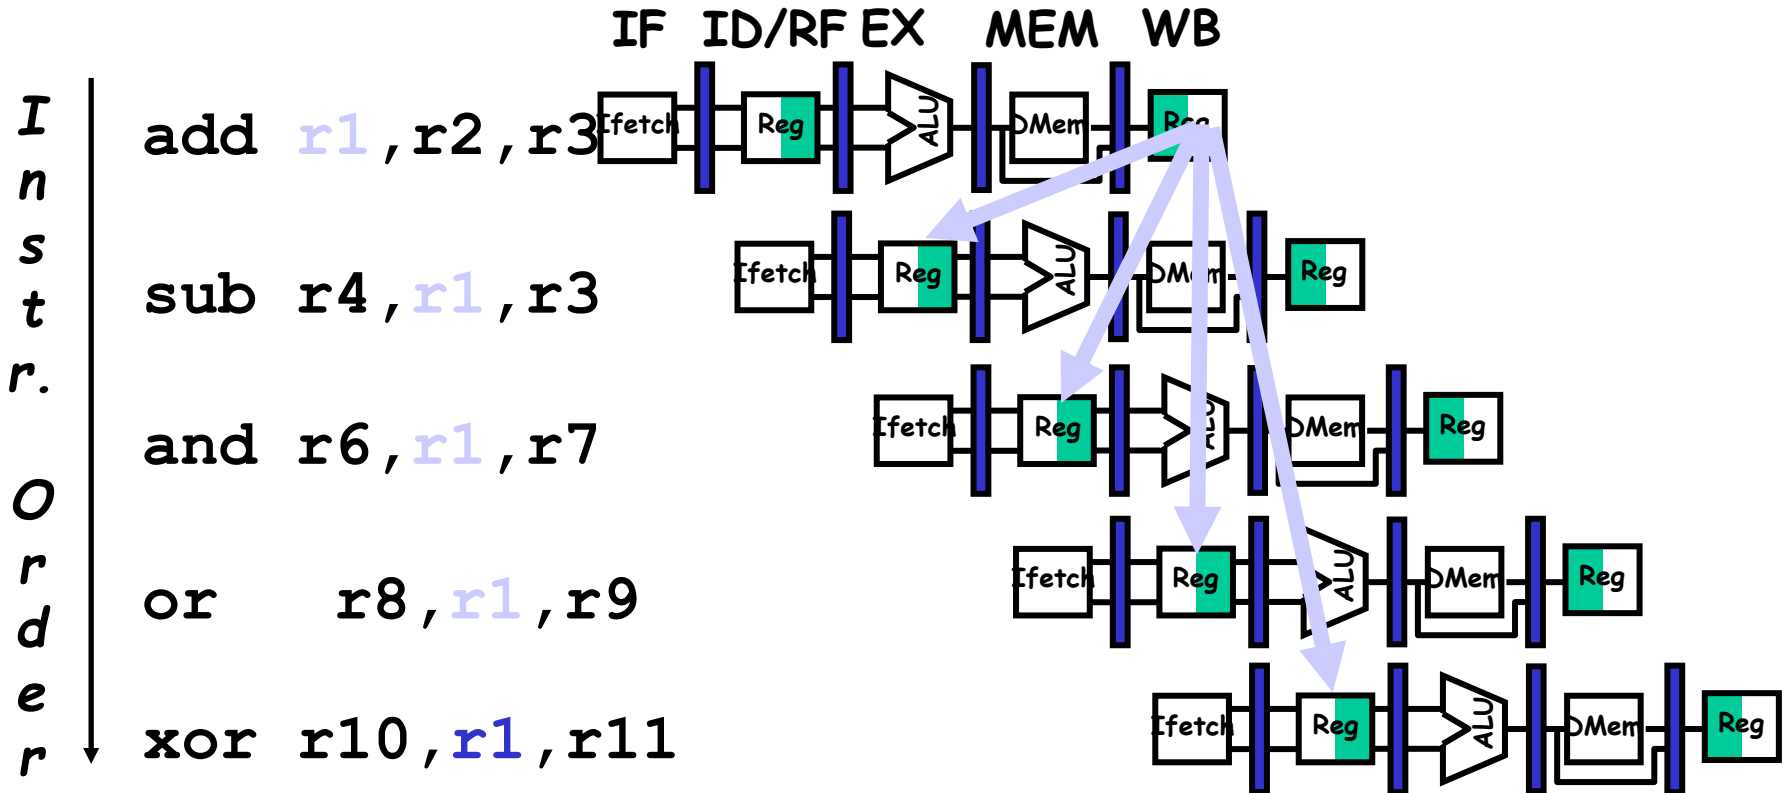 IF ID/RF EX MEM WB
Instr. Order
add r1,r2,r3 Ifetch Reg ALU DMem Reg
sub r4,r1,r3 Ifetch Reg ALU DMem Reg
and r6,r1,r7 Ifetch Reg ALU DMem Reg
or r8,r1,r9 Ifetch Reg ALU DMem Reg
xor r10,r1,r11 Ifetch Reg ALU DMem Reg